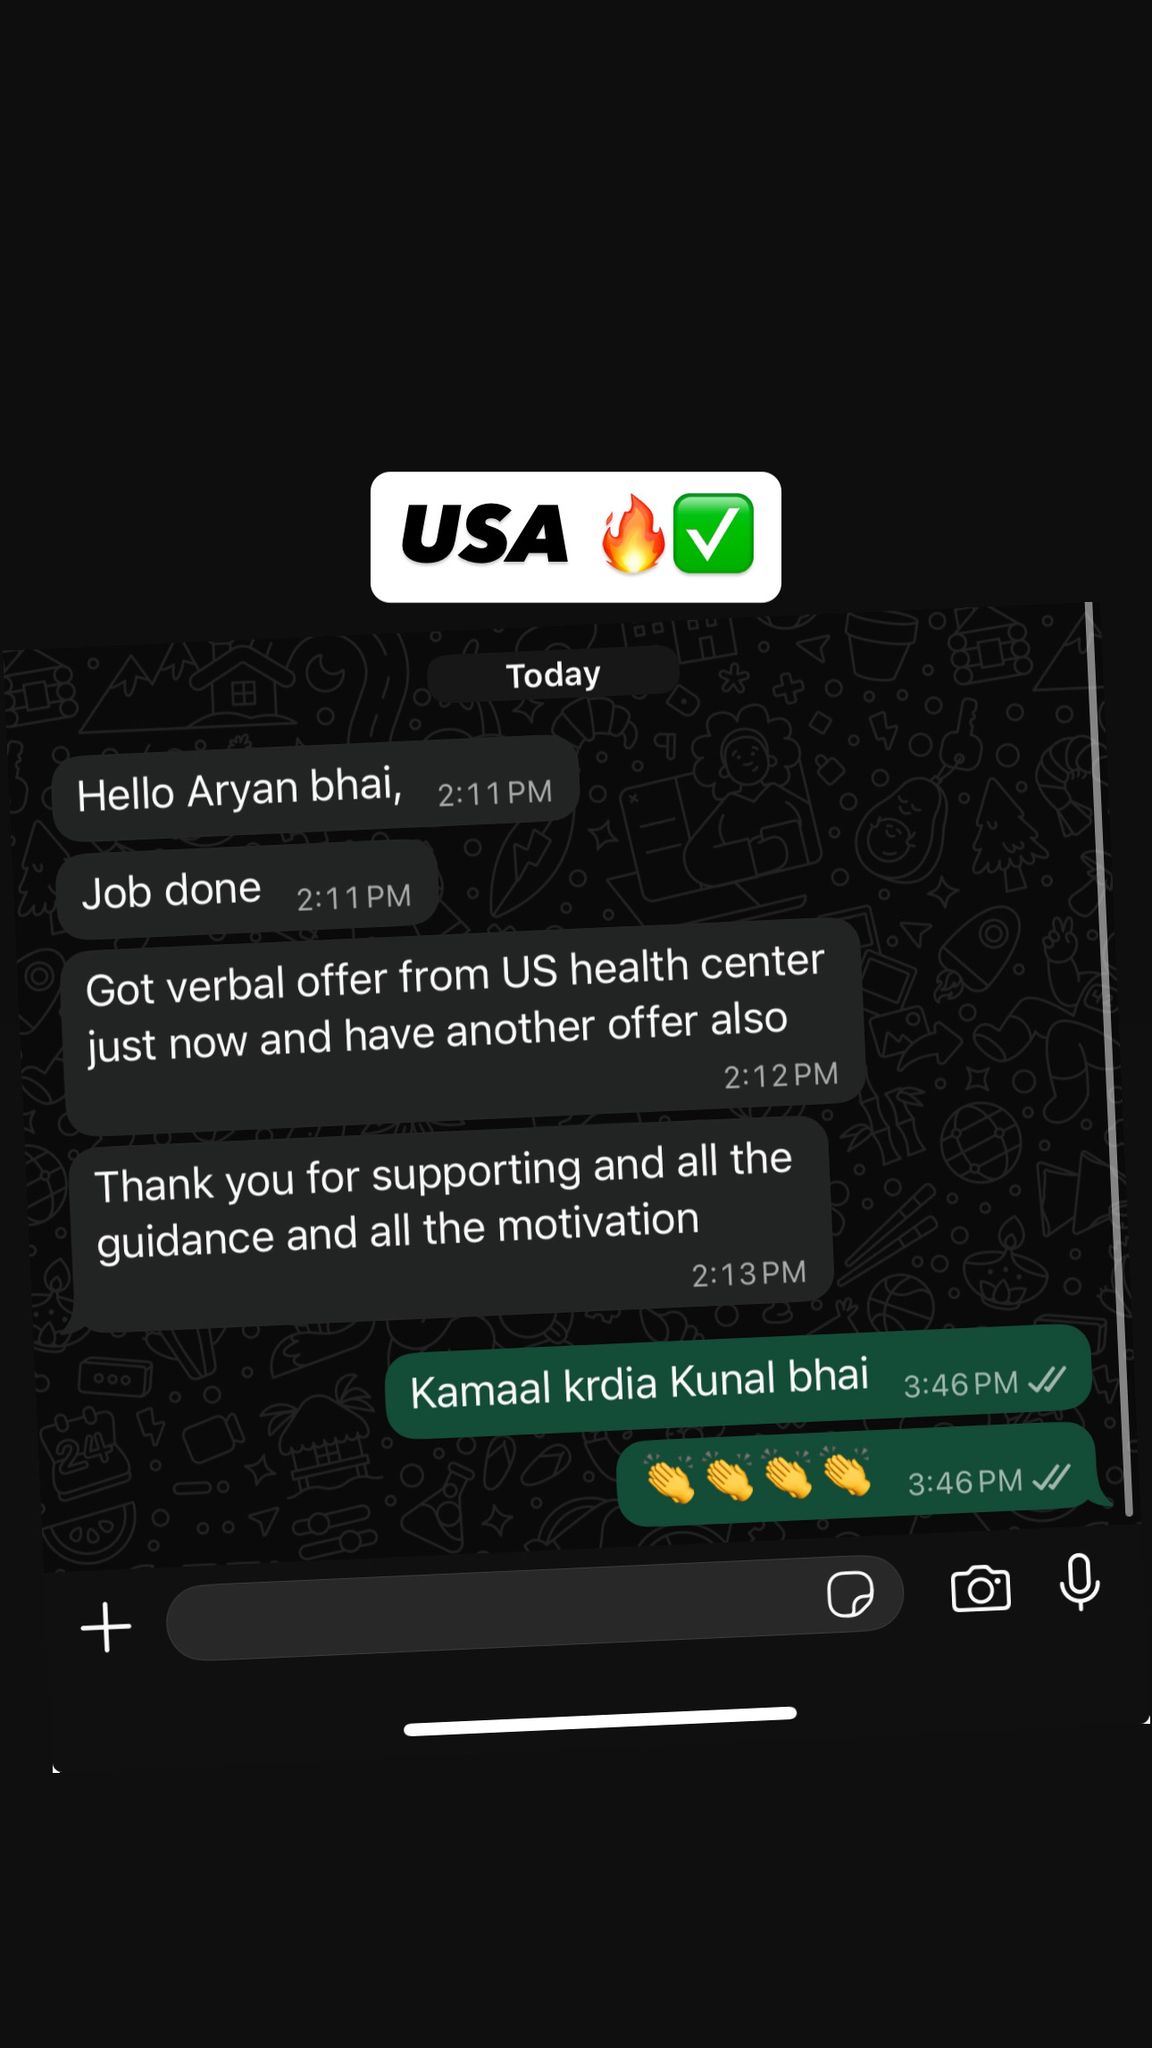 USA 🔥✅
Today
Hello Aryan bhai, 2:11 PM
Job done 2:11 PM
Got verbal offer from US health center
just now and have another offer also
2:12 PM
Thank you for supporting and all the
guidance and all the motivation
2:13 PM
Kamaal krdia Kunal bhai 3:46 PM
👏👏👏👏 3:46 PM
24